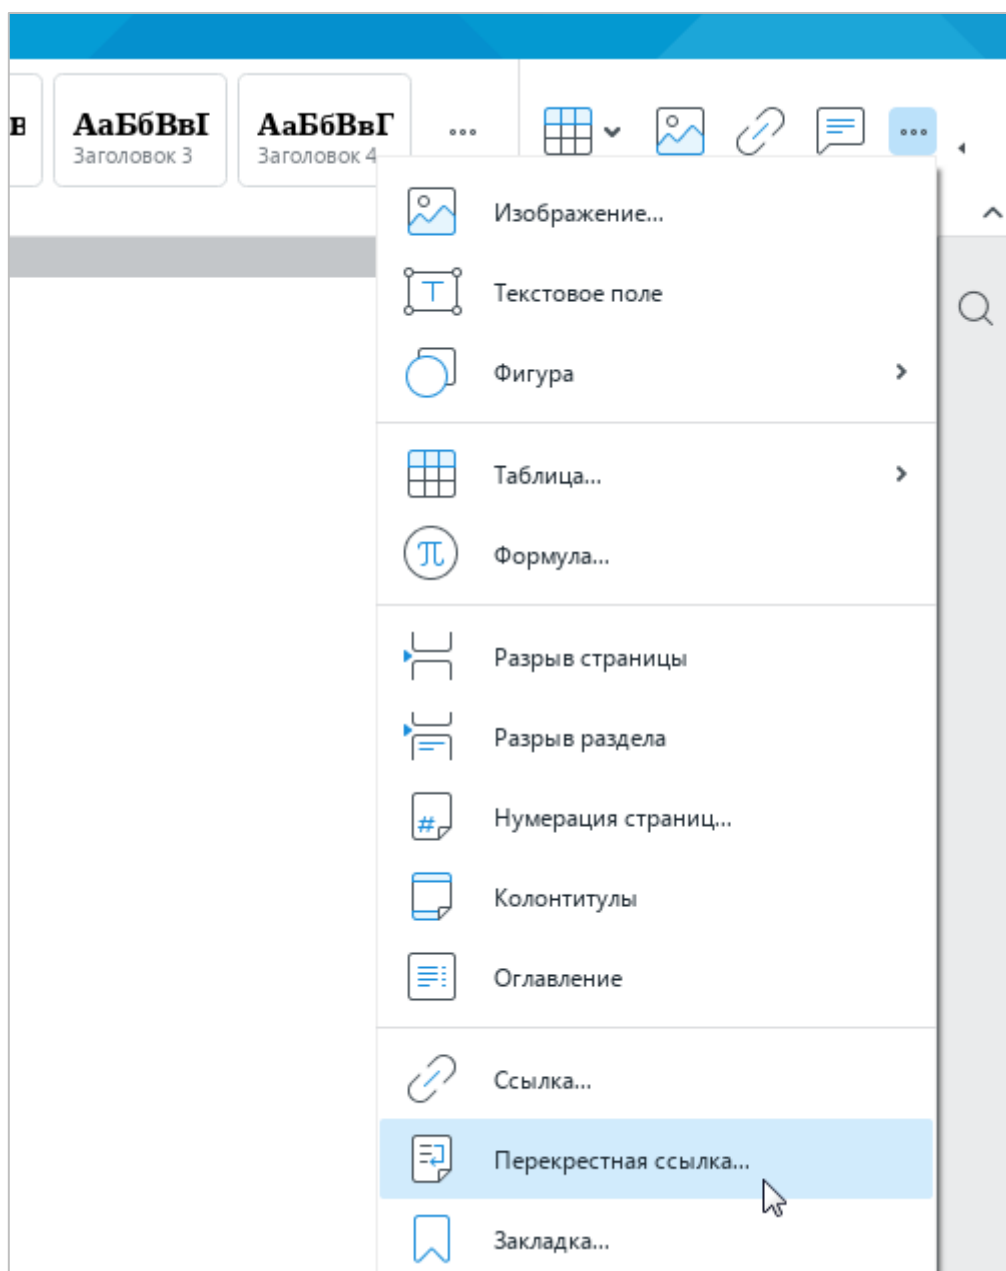 АаБбВвГ
Заголовок 3
АаБбВвГ
Заголовок 4
Изображение...
Текстовое поле
Фигура
Таблица...
Формула...
Разрыв страницы
Разрыв раздела
Нумерация страниц...
Колонтитулы
Оглавление
Ссылка...
Перекрестная ссылка...
Закладка...